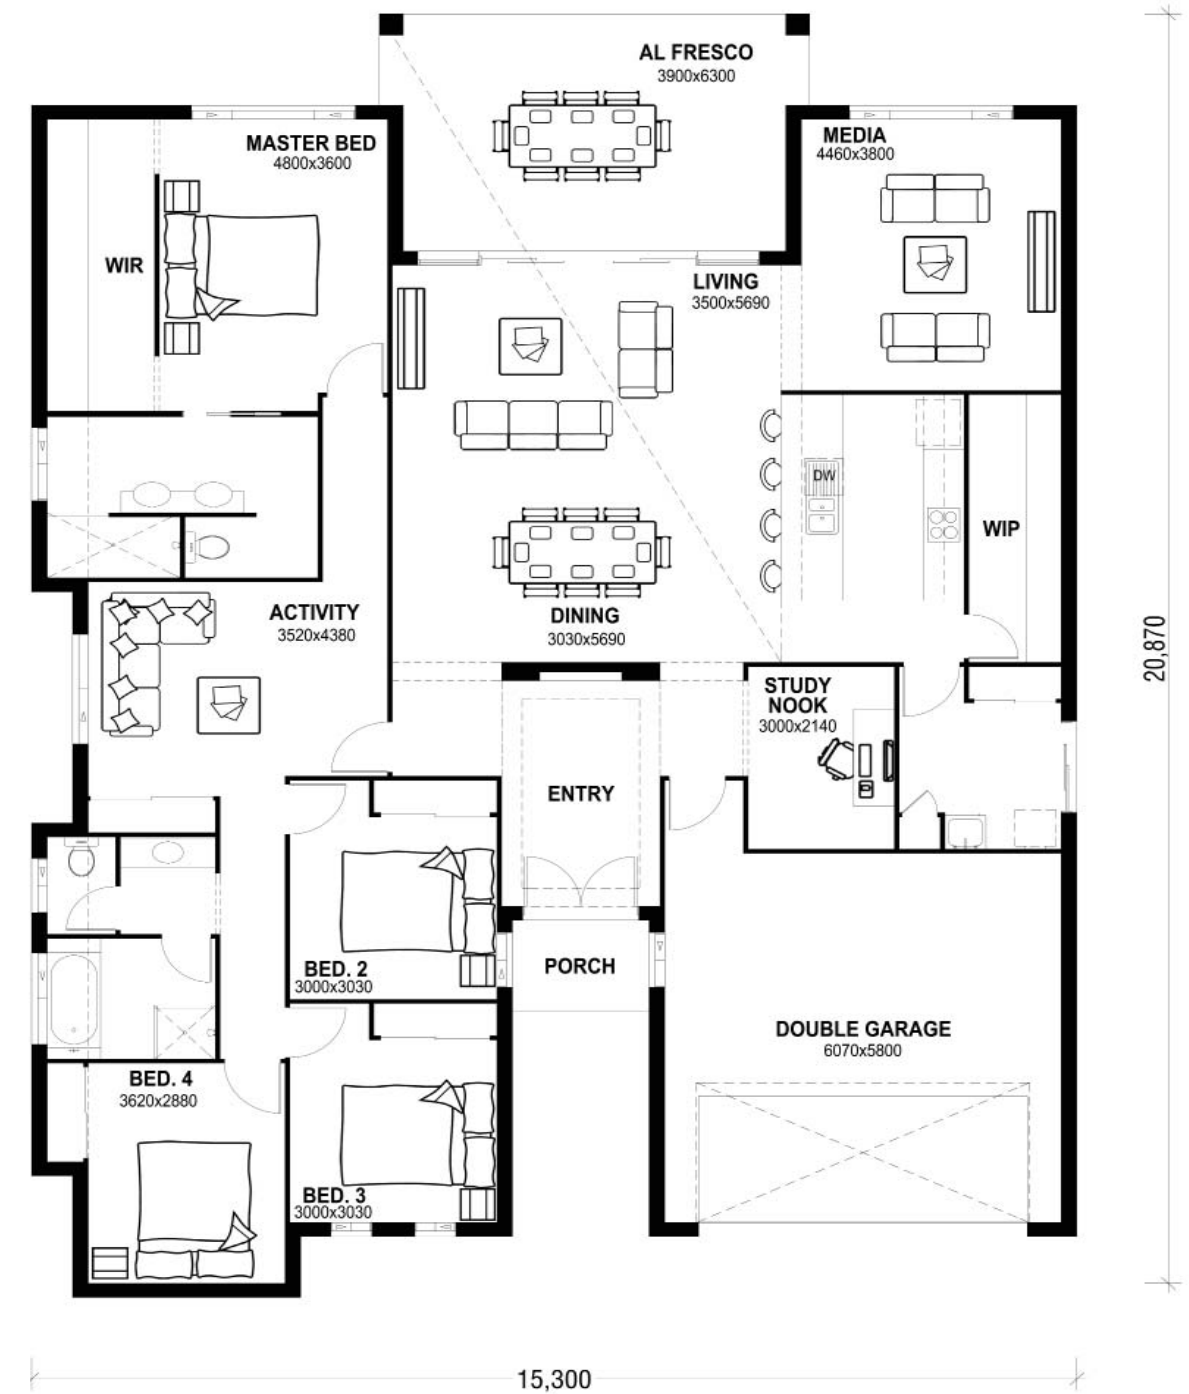 AL FRESCO
3900x6300
MASTER BED
4800x3600
MEDIA
4460x3800
WIR
LIVING
3500x5690
DW
WIP
ACTIVITY
3520x4380
DINING
3030x5690
20,870
STUDY
NOOK
3000x2140
ENTRY
BED. 2
3000x3030
PORCH
DOUBLE GARAGE
6070x5800
BED. 4
3620x2880
BED. 3
3000x3030
15,300